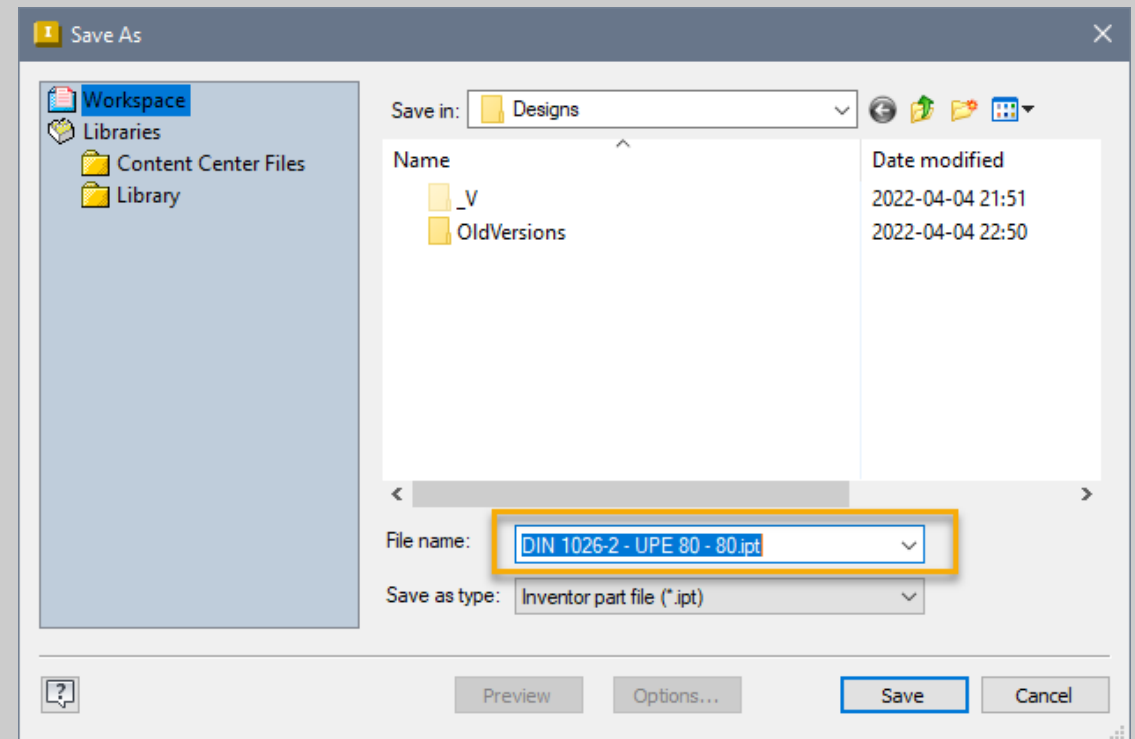 Save As
Workspace
Libraries
Content Center Files
Library
Save in: Designs
Name Date modified
_V 2022-04-04 21:51
OldVersions 2022-04-04 22:50
File name: DIN 1026-2 - UPE 80 - 80.ipt
Save as type: Inventor part file (*.ipt)
Preview Options... Save Cancel